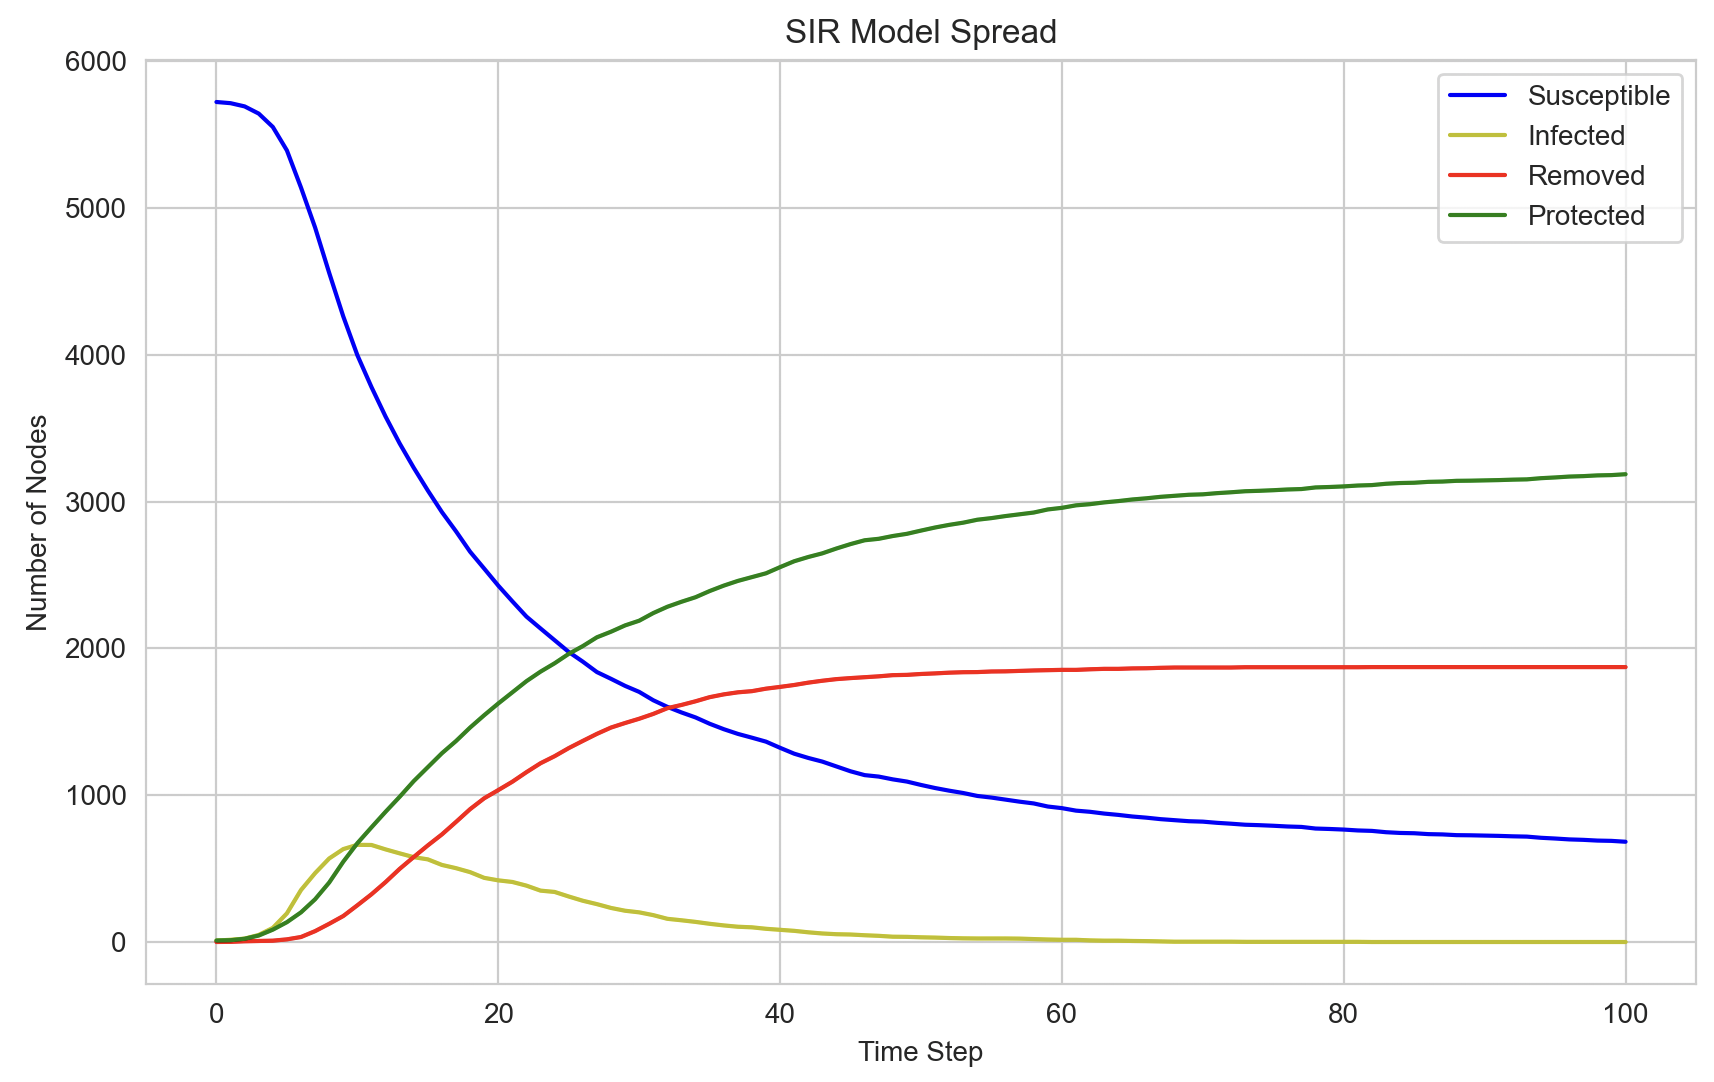 SIR Model Spread
6000
5000
4000
3000
2000
1000
0
Number of Nodes
Susceptible
Infected
Removed
Protected
0 20 40 60 80 100
Time Step